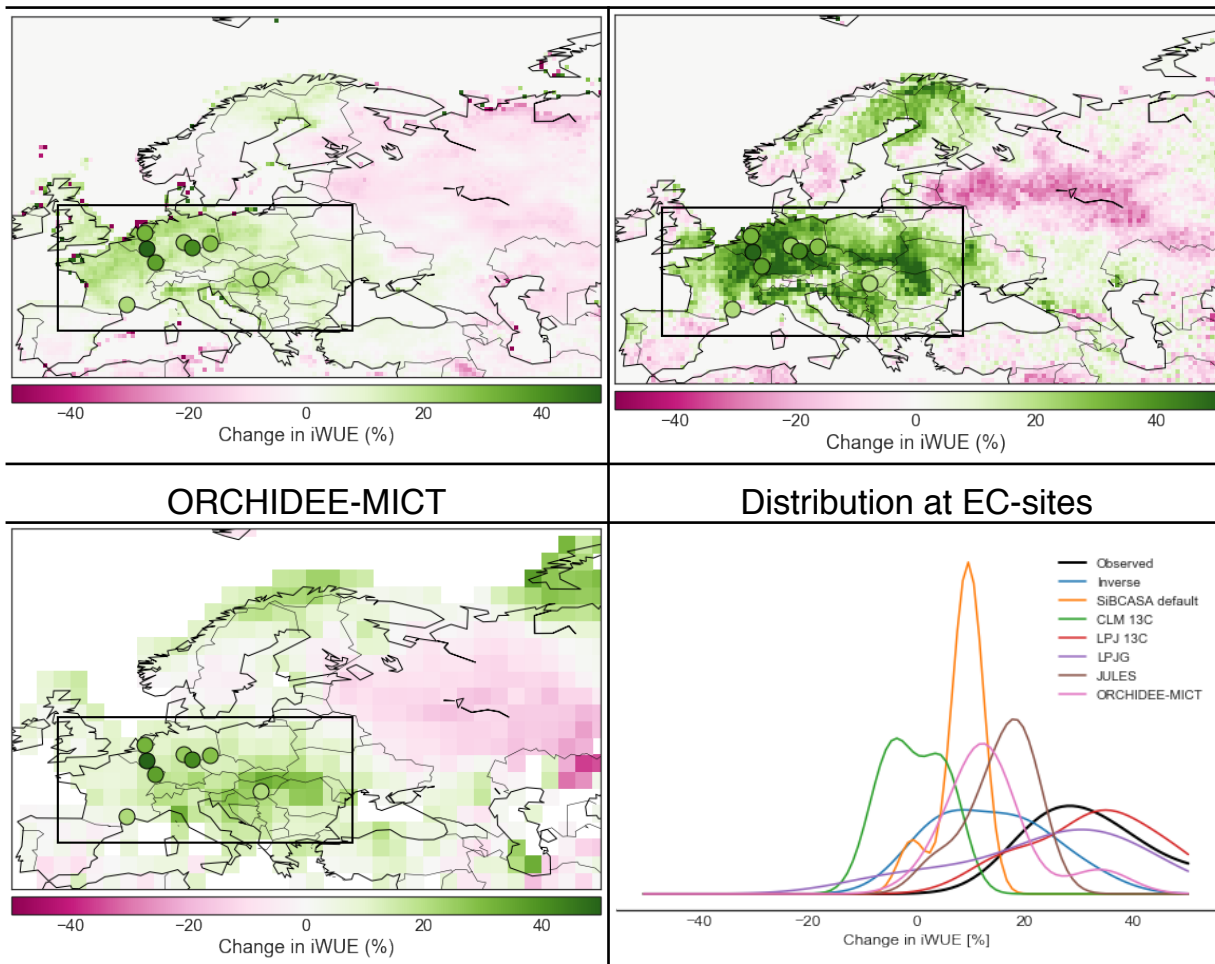 −40 −20 0 20 40
Change in iWUE (%)
−40 −20 0 20 40
Change in iWUE (%)
ORCHIDEE-MICT
Distribution at EC-sites
−40 −20 0 20 40
Change in iWUE (%)
Observed
Inverse
SiBCASA default
CLM 13C
LPJ 13C
LPJG
JULES
ORCHIDEE-MICT
−40 −20 0 20 40
Change in iWUE [%]